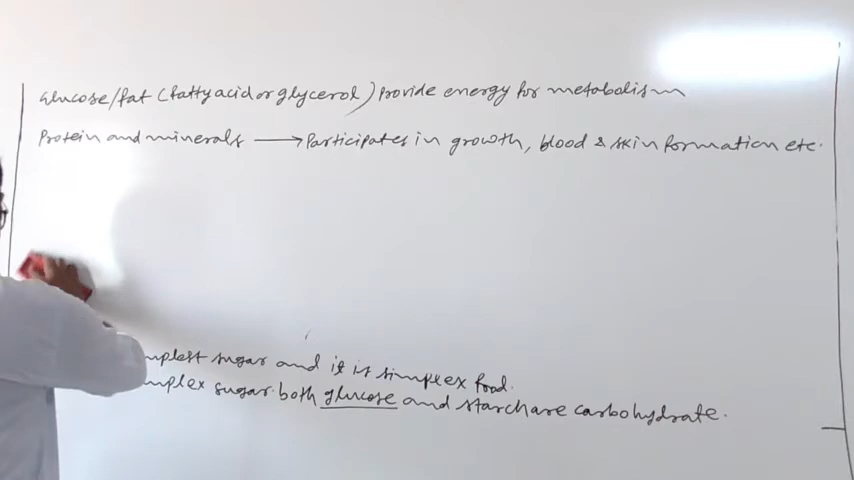 Glucose/fat (fatty acid or glycerol) Provide energy for metabolism
Protein and minerals → Participates in growth, blood & skin formation etc.
mplest sugar and it is simplex food.
mplex sugar. both glucose and starch are carbohydrate.